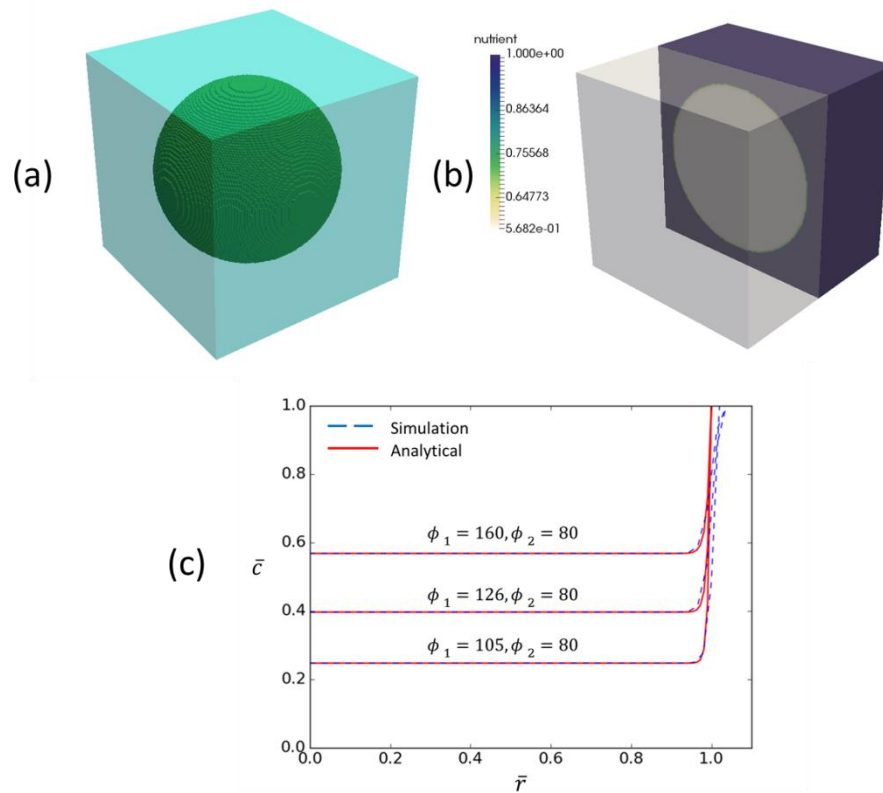 (a)
(b)
nutrient
1.000e+00
0.86364
0.75568
0.64773
5.682e-01
(c)
c̄
1.0
0.8
0.6
0.4
0.2
0.0
Simulation
Analytical
ϕ 1 = 160, ϕ 2 = 80
ϕ 1 = 126, ϕ 2 = 80
ϕ 1 = 105, ϕ 2 = 80
0.0 0.2 0.4 0.6 0.8 1.0
r̄